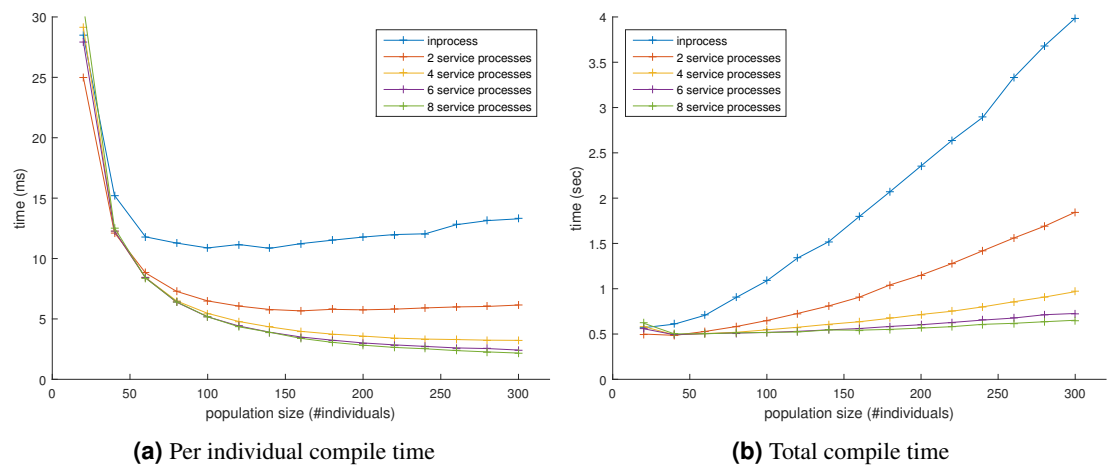 30
25
20
15
10
5
0
time (ms)
inprocess
2 service processes
4 service processes
6 service processes
8 service processes
0 50 100 150 200 250 300
population size (#individuals)
(a) Per individual compile time
4
3.5
3
2.5
2
1.5
1
0.5
0
time (sec)
inprocess
2 service processes
4 service processes
6 service processes
8 service processes
0 50 100 150 200 250 300
population size (#individuals)
(b) Total compile time